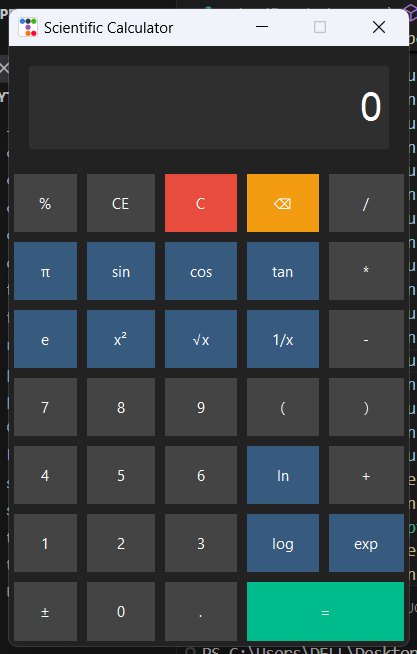 Scientific Calculator
0
% CE C ⌫ /
π sin cos tan *
e x² √x 1/x -
7 8 9 ( )
4 5 6 ln +
1 2 3 log exp
± 0 . =
PS C:\Users\DELL\Desktop